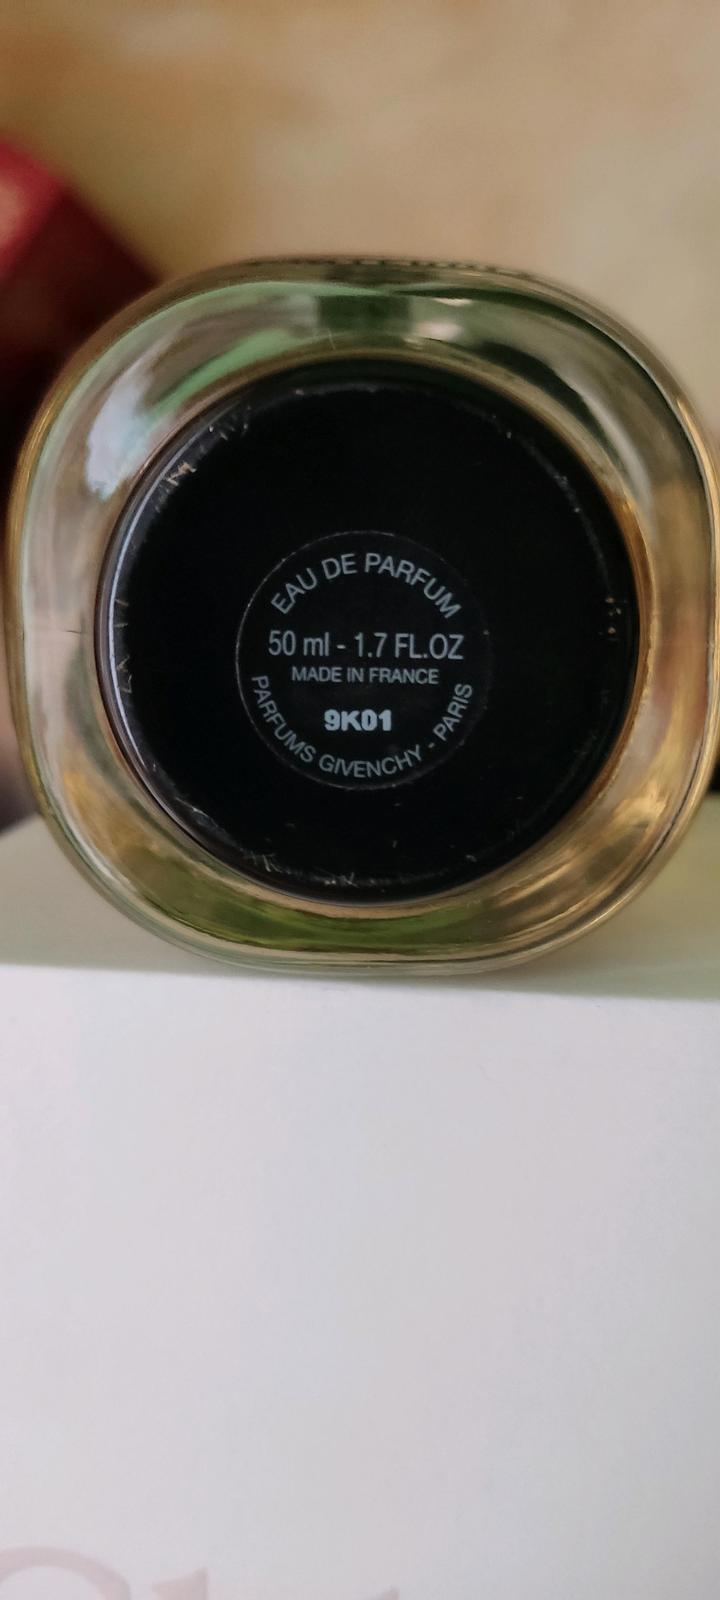 EAU DE PARFUM
50 ml - 1.7 FL.OZ
MADE IN FRANCE
9K01
PARFUMS GIVENCHY - PARIS